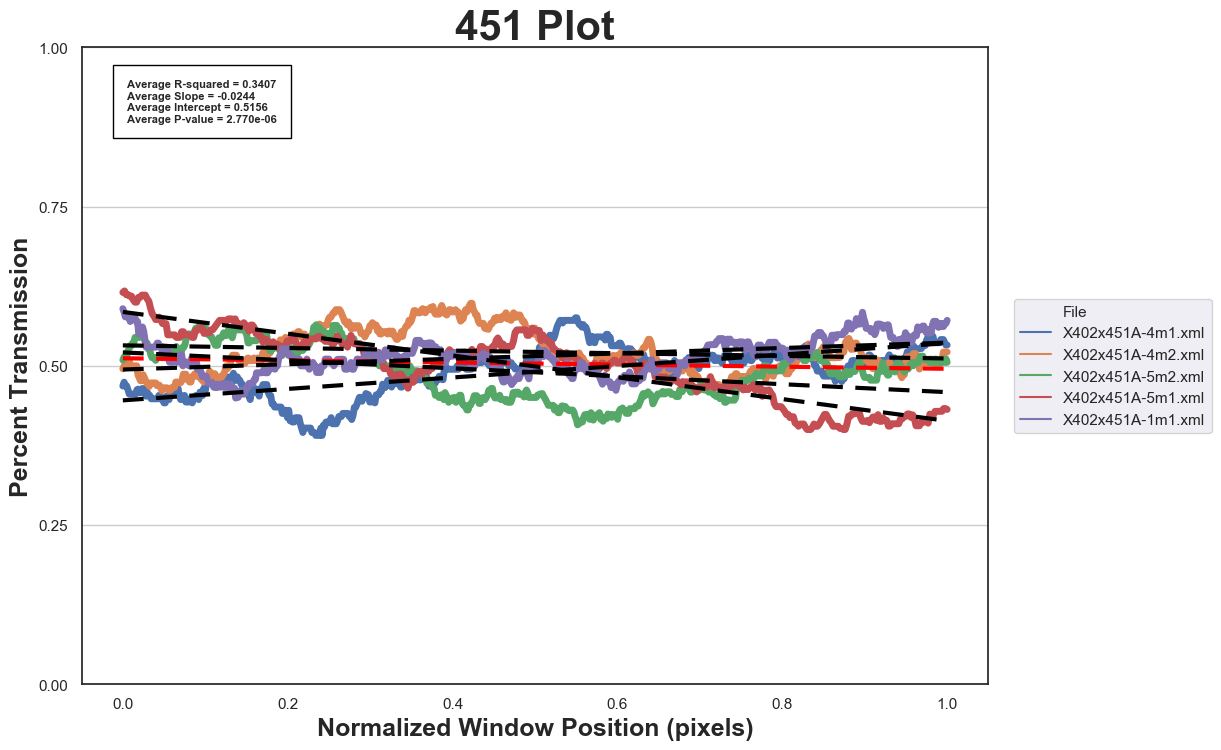 451 Plot
Average R-squared = 0.3407
Average Slope = -0.0244
Average Intercept = 0.5156
Average P-value = 2.770e-06
Percent Transmission
1.00
0.75
0.50
0.25
0.00
0.0 0.2 0.4 0.6 0.8 1.0
Normalized Window Position (pixels)
File
X402x451A-4m1.xml
X402x451A-4m2.xml
X402x451A-5m2.xml
X402x451A-5m1.xml
X402x451A-1m1.xml